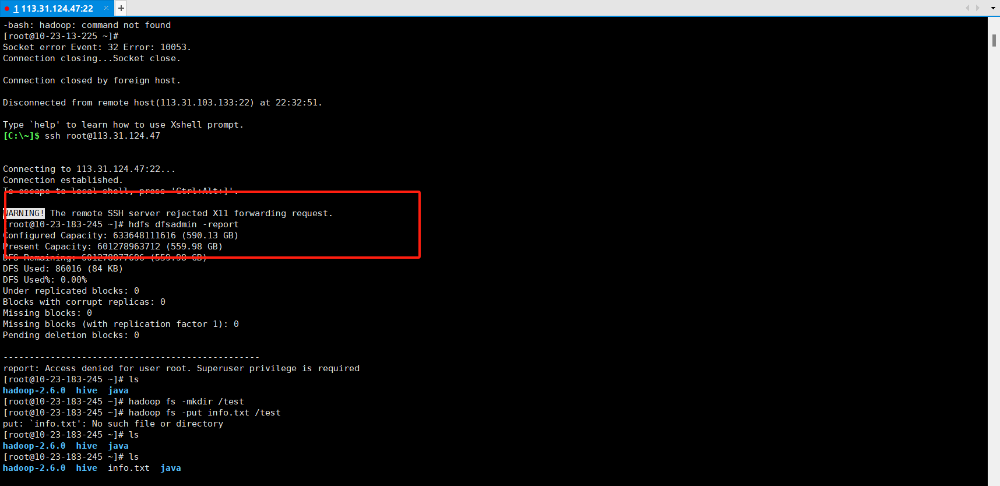 1 113.31.124.47:22 × +
-bash: hadoop: command not found
[root@10-23-13-225 ~]#
Socket error Event: 32 Error: 10053.
Connection closing...Socket close.
Connection closed by foreign host.
Disconnected from remote host(113.31.103.133:22) at 22:32:51.
Type `help' to learn how to use Xshell prompt.
[C:\~]$ ssh root@113.31.124.47
Connecting to 113.31.124.47:22...
Connection established.
To escape to local shell, press 'Ctrl+Alt+]'.
WARNING! The remote SSH server rejected X11 forwarding request.
[root@10-23-183-245 ~]# hdfs dfsadmin -report
Configured Capacity: 633648111616 (590.13 GB)
Present Capacity: 601278963712 (559.98 GB)
DFS Remaining: 601278877696 (559.98 GB)
DFS Used: 86016 (84 KB)
DFS Used%: 0.00%
Under replicated blocks: 0
Blocks with corrupt replicas: 0
Missing blocks: 0
Missing blocks (with replication factor 1): 0
Pending deletion blocks: 0
-------------------------------------------------
report: Access denied for user root. Superuser privilege is required
[root@10-23-183-245 ~]# ls
hadoop-2.6.0  hive  java
[root@10-23-183-245 ~]# hadoop fs -mkdir /test
[root@10-23-183-245 ~]# hadoop fs -put info.txt /test
put: `info.txt': No such file or directory
[root@10-23-183-245 ~]# ls
hadoop-2.6.0  hive  java
[root@10-23-183-245 ~]# ls
hadoop-2.6.0  hive  info.txt  java